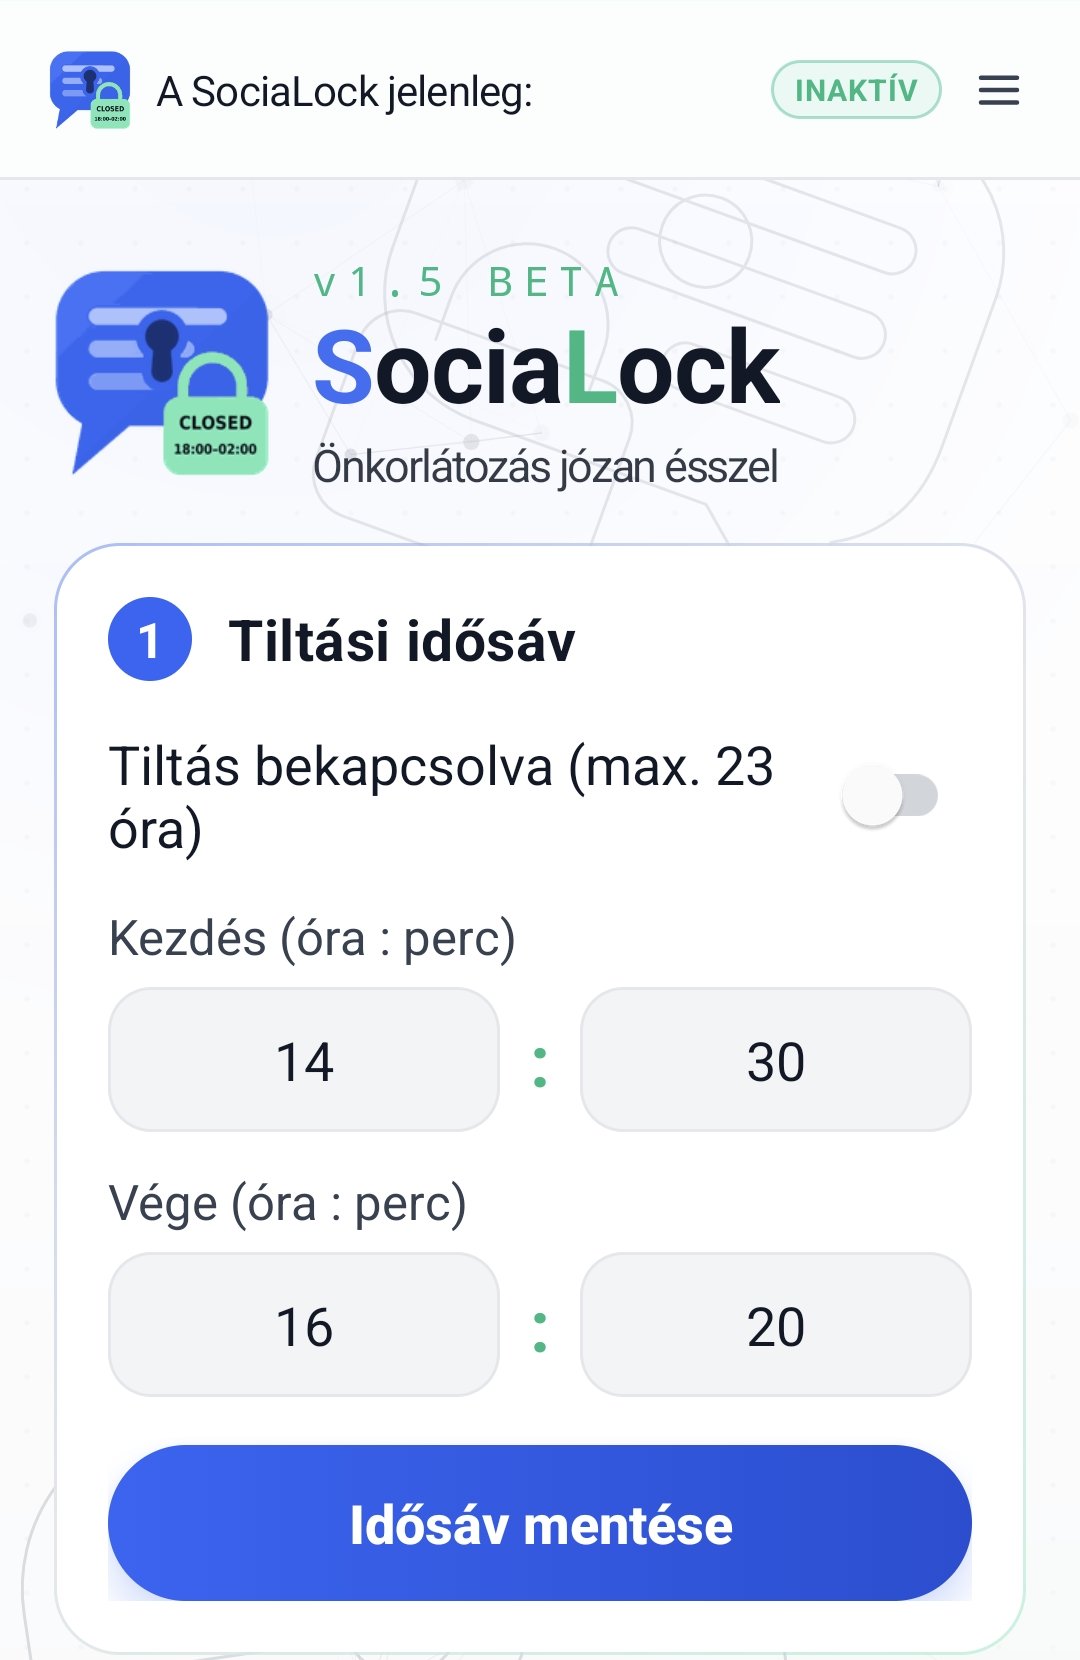 CLOSED
18:00-02:00
A SociaLock jelenleg:
INAKTÍV
v1.5 BETA
SociaLock
Önkorlátozás józan ésszel
CLOSED
18:00-02:00
1 Tiltási idősáv
Tiltás bekapcsolva (max. 23
óra)
Kezdés (óra : perc)
14 : 30
Vége (óra : perc)
16 : 20
Idősáv mentése